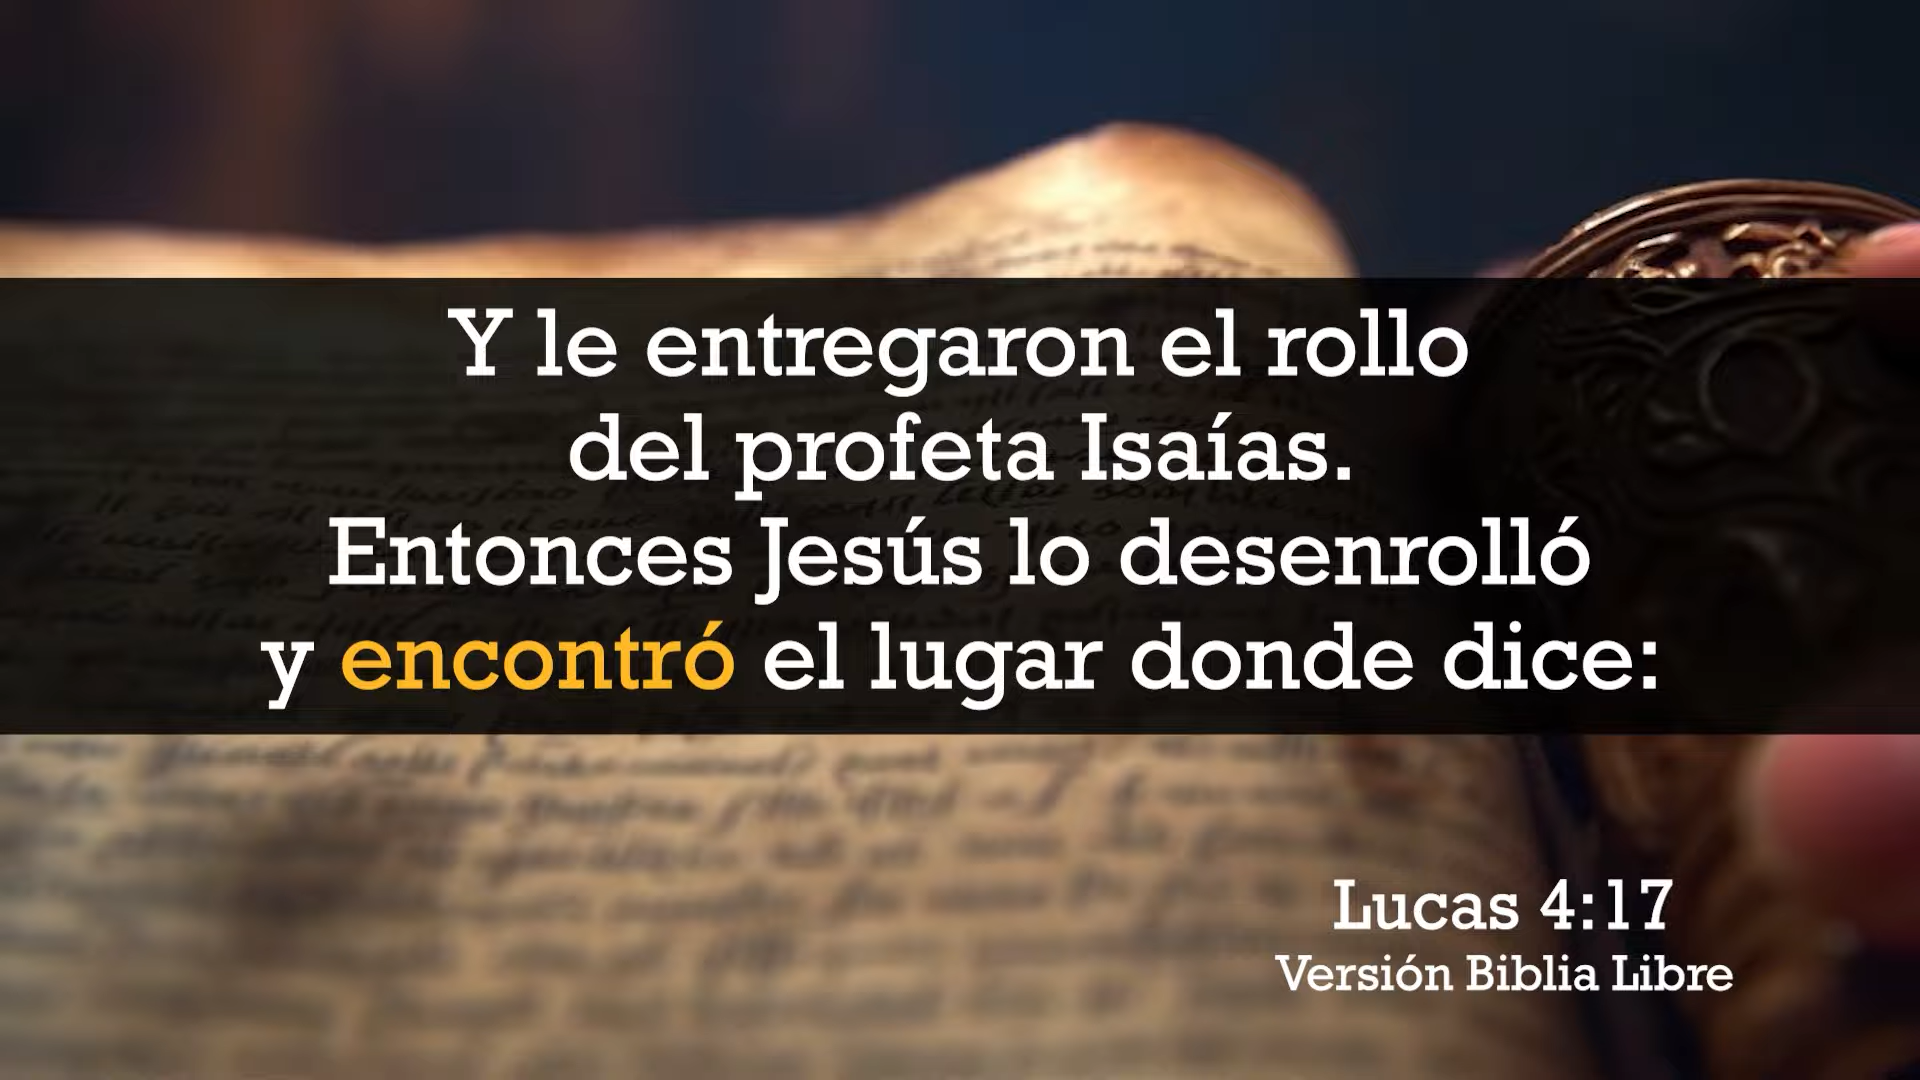 Y le entregaron el rollo
del profeta Isaías.
Entonces Jesús lo desenrolló
y encontró el lugar donde dice:
Lucas 4:17
Versión Biblia Libre